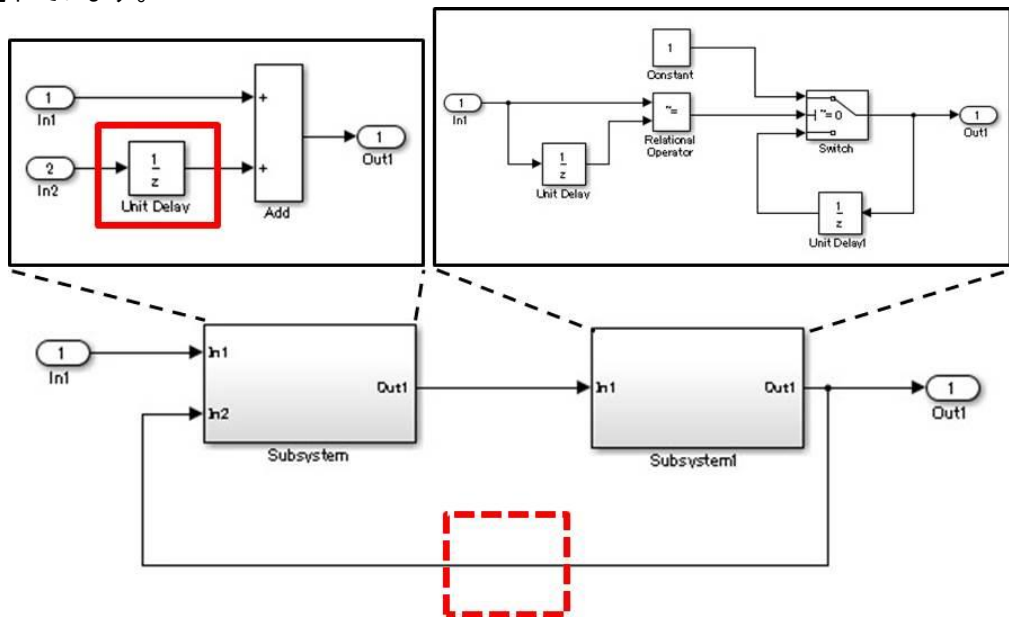 1
In1
2
In2
1
z
Unit Delay
+
+
Add
1
Out1
1
Constant
1
In1
~=
Relational
Operator
1
z
Unit Delay
~= 0
Switch
1
z
Unit Delay1
1
Out1
1
In1
In1
In2
Out1
Subsystem
In1
Out1
Subsystem1
1
Out1